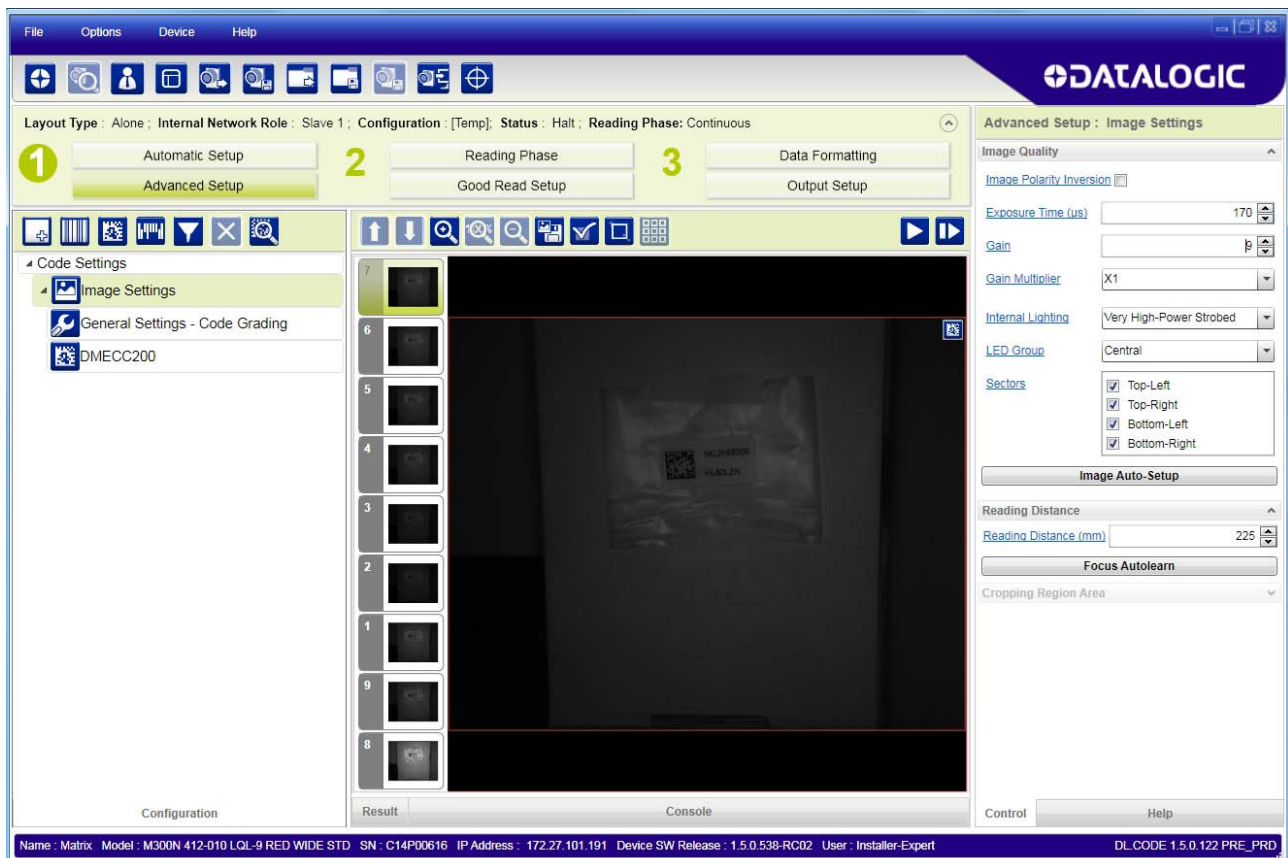 File Options Device Help
DATALOGIC
Layout Type : Alone ; Internal Network Role : Slave 1 ; Configuration : [Temp]; Status : Halt ; Reading Phase: Continuous
1 Automatic Setup
Advanced Setup
2 Reading Phase
Good Read Setup
3 Data Formatting
Output Setup
Code Settings
Image Settings
General Settings - Code Grading
DMECC200
Configuration
100%
7
6
5
4
3
2
1
9
8
HL6DLZH
Result Console
Advanced Setup : Image Settings
Image Quality
Image Polarity Inversion
Exposure Time (µs) 170
Gain 9
Gain Multiplier X1
Internal Lighting Very High-Power Strobed
LED Group Central
Sectors
Top-Left
Top-Right
Bottom-Left
Bottom-Right
Image Auto-Setup
Reading Distance
Reading Distance (mm) 225
Focus Autolearn
Cropping Region Area
Control Help
Name : Matrix Model : M300N 412-010 LQL-9 RED WIDE STD SN : C14P00616 IP Address : 172.27.101.191 Device SW Release : 1.5.0.538-RC02 User : Installer-Expert DL.CODE 1.5.0.122 PRE_PRD